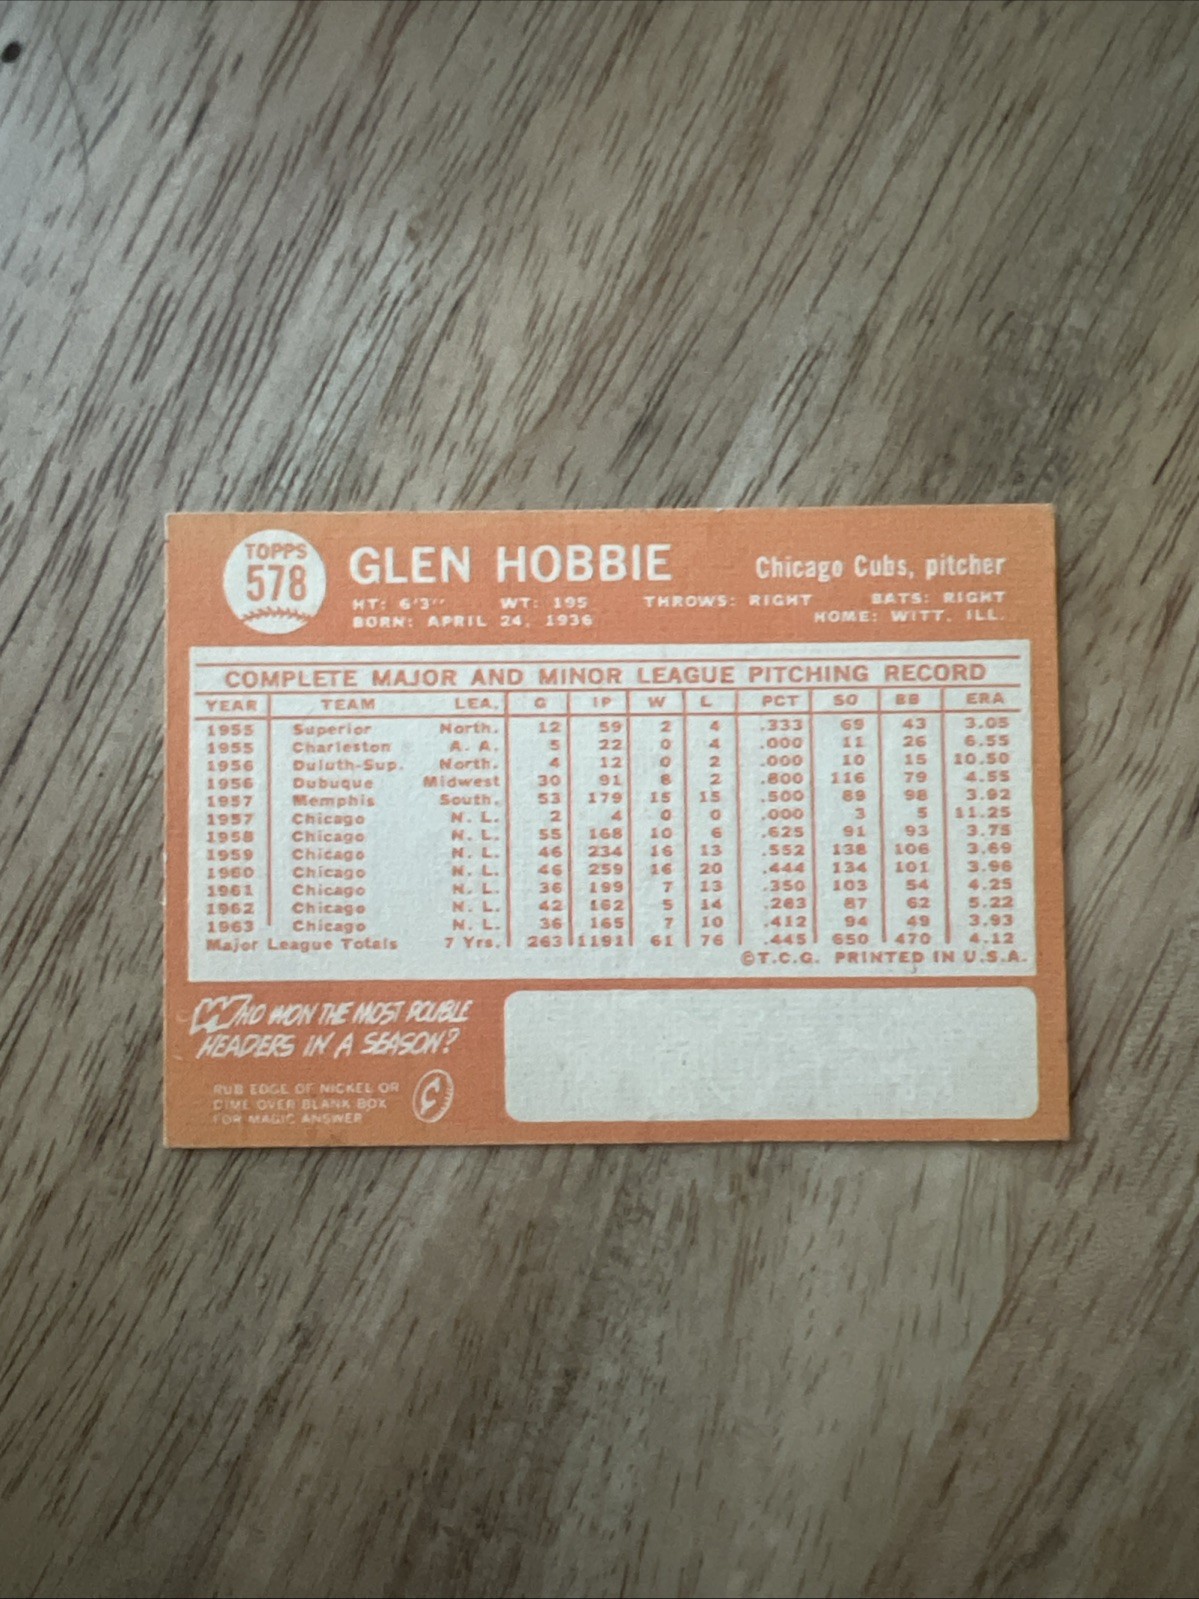 TOPPS
578
GLEN HOBBIE
Chicago Cubs, pitcher
HT: 6'3" WT: 195 THROWS: RIGHT BATS: RIGHT
BORN: APRIL 24, 1936 HOME: WITT, ILL.
COMPLETE MAJOR AND MINOR LEAGUE PITCHING RECORD
YEAR TEAM LEA. G IP W L PCT SO BB ERA
1955 Superior North. 12 59 2 4 .333 69 43 3.05
1955 Charleston A. A. 5 22 0 4 .000 11 26 6.55
1956 Duluth-Sup. North. 4 12 0 2 .000 10 15 10.50
1956 Dubuque Midwest 30 91 8 2 .800 116 79 4.55
1957 Memphis South. 53 179 15 15 .500 89 98 3.92
1957 Chicago N. L. 2 4 0 0 .000 3 5 11.25
1958 Chicago N. L. 55 168 10 6 .625 91 93 3.75
1959 Chicago N. L. 46 234 16 13 .552 138 106 3.69
1960 Chicago N. L. 46 259 16 20 .444 134 101 3.96
1961 Chicago N. L. 36 199 7 13 .350 103 54 4.25
1962 Chicago N. L. 42 162 5 14 .263 87 62 5.22
1963 Chicago N. L. 36 165 7 10 .412 94 49 3.93
Major League Totals 7 Yrs. 263 1191 61 76 .445 650 470 4.12
©T.C.G. PRINTED IN U.S.A.
WHO WON THE MOST DOUBLE
HEADERS IN A SEASON?
RUB EDGE OF NICKEL OR
DIME OVER BLANK BOX
FOR MAGIC ANSWER